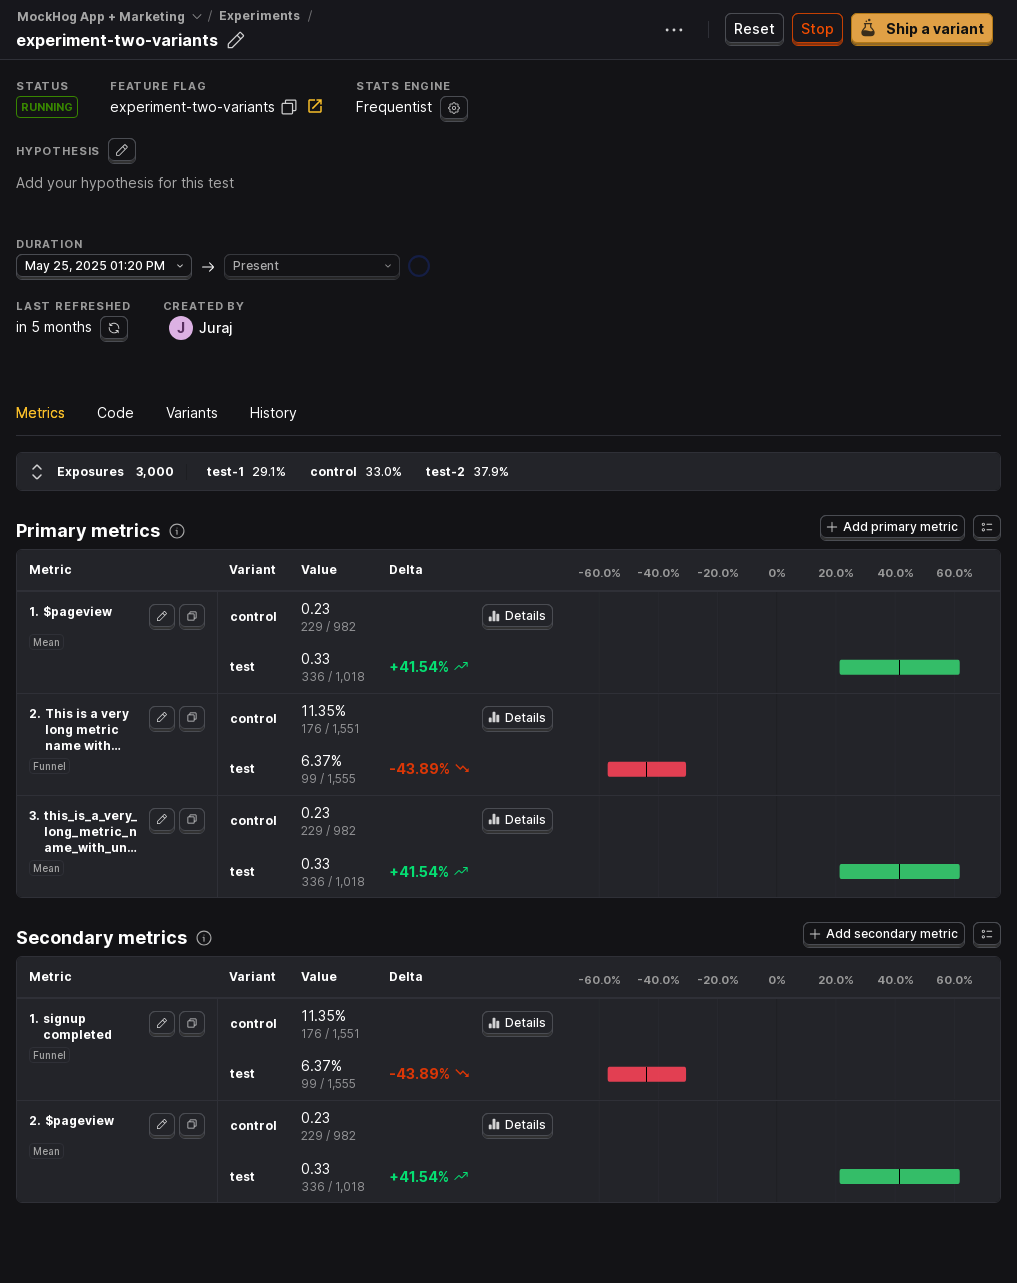 MockHog App + Marketing / Experiments /
experiment-two-variants
Reset Stop Ship a variant
STATUS FEATURE FLAG STATS ENGINE
RUNNING experiment-two-variants Frequentist
HYPOTHESIS
Add your hypothesis for this test
DURATION
May 25, 2025 01:20 PM → Present
LAST REFRESHED CREATED BY
in 5 months J Juraj
Metrics Code Variants History
Exposures 3,000 test-1 29.1% control 33.0% test-2 37.9%
Primary metrics Add primary metric
Metric Variant Value Delta -60.0% -40.0% -20.0% 0% 20.0% 40.0% 60.0%
1. $pageview control 0.23 Details
229 / 982
Mean
test 0.33 +41.54%
336 / 1,018
2. This is a very control 11.35% Details
long metric 176 / 1,551
name with...
Funnel test 6.37% -43.89%
99 / 1,555
3. this_is_a_very_ control 0.23 Details
long_metric_n 229 / 982
ame_with_un...
Mean test 0.33 +41.54%
336 / 1,018
Secondary metrics Add secondary metric
Metric Variant Value Delta -60.0% -40.0% -20.0% 0% 20.0% 40.0% 60.0%
1. signup control 11.35% Details
completed 176 / 1,551
Funnel
test 6.37% -43.89%
99 / 1,555
2. $pageview control 0.23 Details
229 / 982
Mean
test 0.33 +41.54%
336 / 1,018